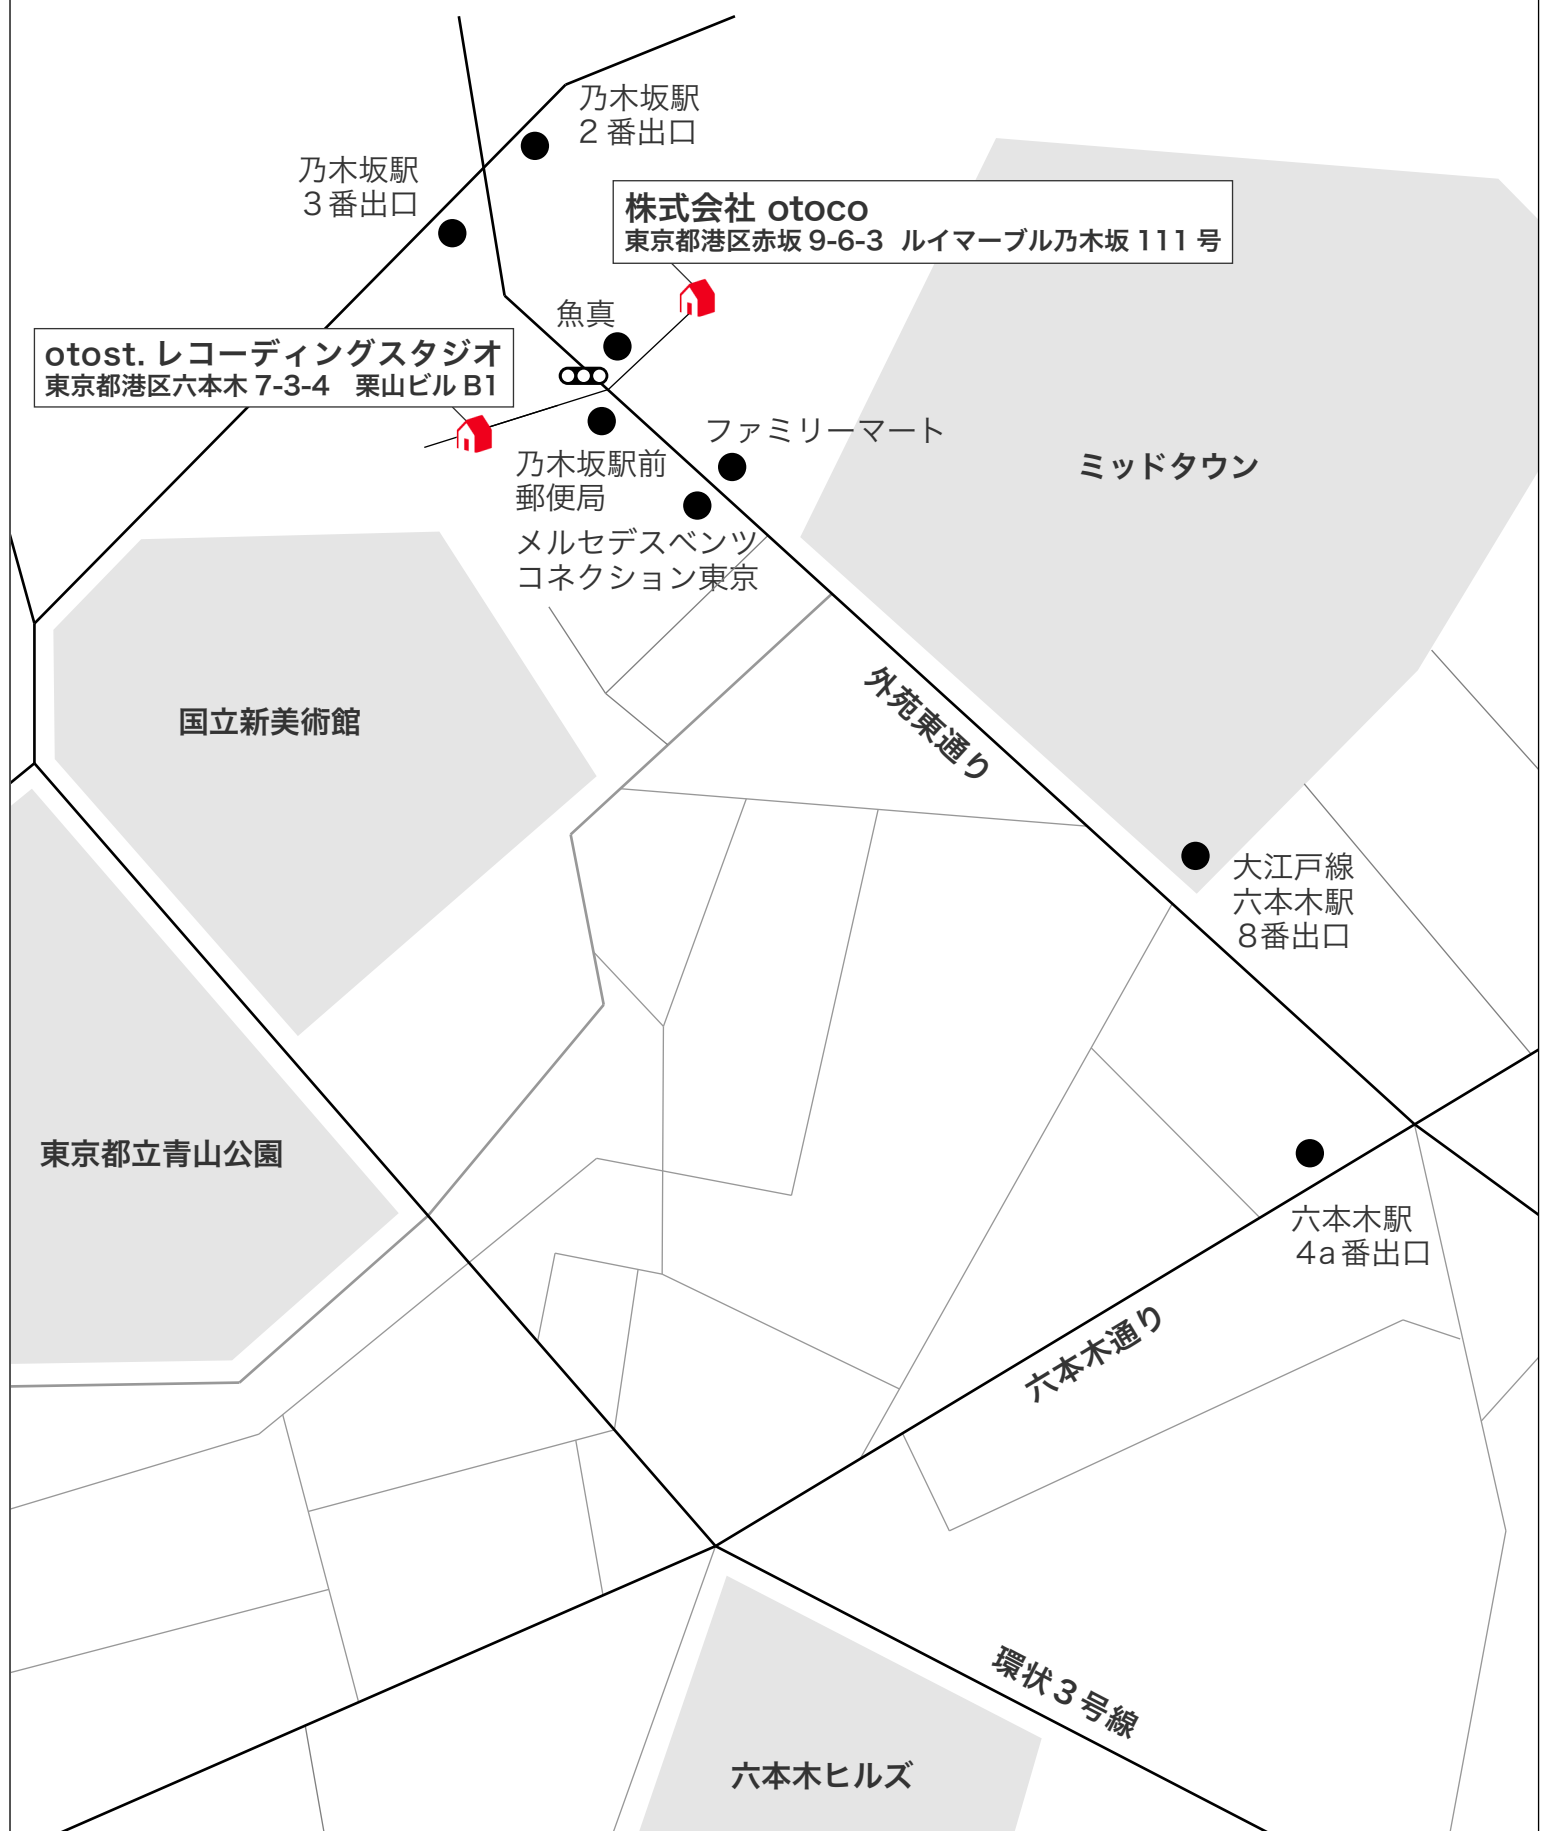 乃木坂駅
2 番出口
乃木坂駅
3 番出口
株式会社 otoco
東京都港区赤坂 9-6-3 ルイマーブル乃木坂 111 号
魚真
otost. レコーディングスタジオ
東京都港区六本木 7-3-4　栗山ビル B1
ファミリーマート
乃木坂駅前
郵便局
ミッドタウン
メルセデスベンツ
コネクション東京
外苑東通り
国立新美術館
大江戸線
六本木駅
8番出口
東京都立青山公園
六本木駅
4a 番出口
六本木通り
環状3号線
六本木ヒルズ